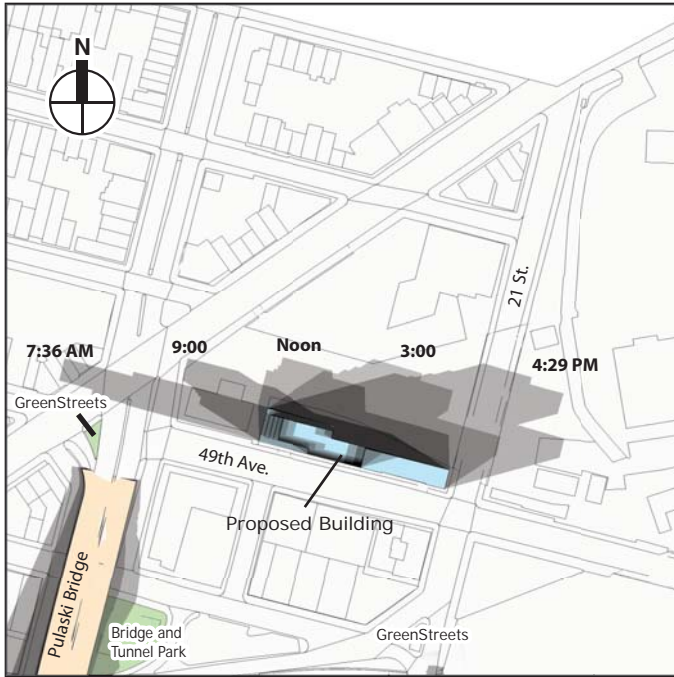 N
21 St.
7:36 AM
9:00
Noon
3:00
4:29 PM
GreenStreets
49th Ave.
Proposed Building
Pulaski Bridge
Bridge and
Tunnel Park
GreenStreets